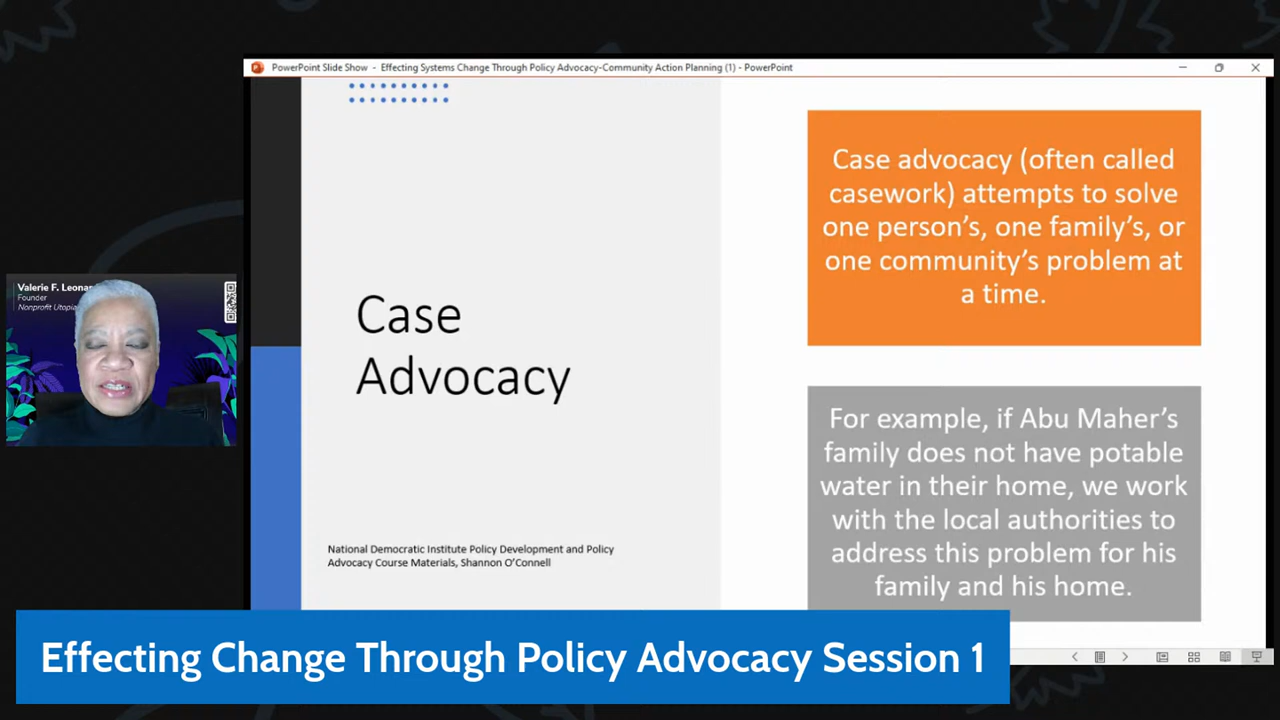 PowerPoint Slide Show - Effecting Systems Change Through Policy Advocacy-Community Action Planning (1) - PowerPoint
Valerie F. Leonar
Founder
Nonprofit Utopia
Case
Advocacy
National Democratic Institute Policy Development and Policy
Advocacy Course Materials, Shannon O'Connell
Case advocacy (often called
casework) attempts to solve
one person's, one family's, or
one community's problem at
a time.
For example, if Abu Maher's
family does not have potable
water in their home, we work
with the local authorities to
address this problem for his
family and his home.
Effecting Change Through Policy Advocacy Session 1